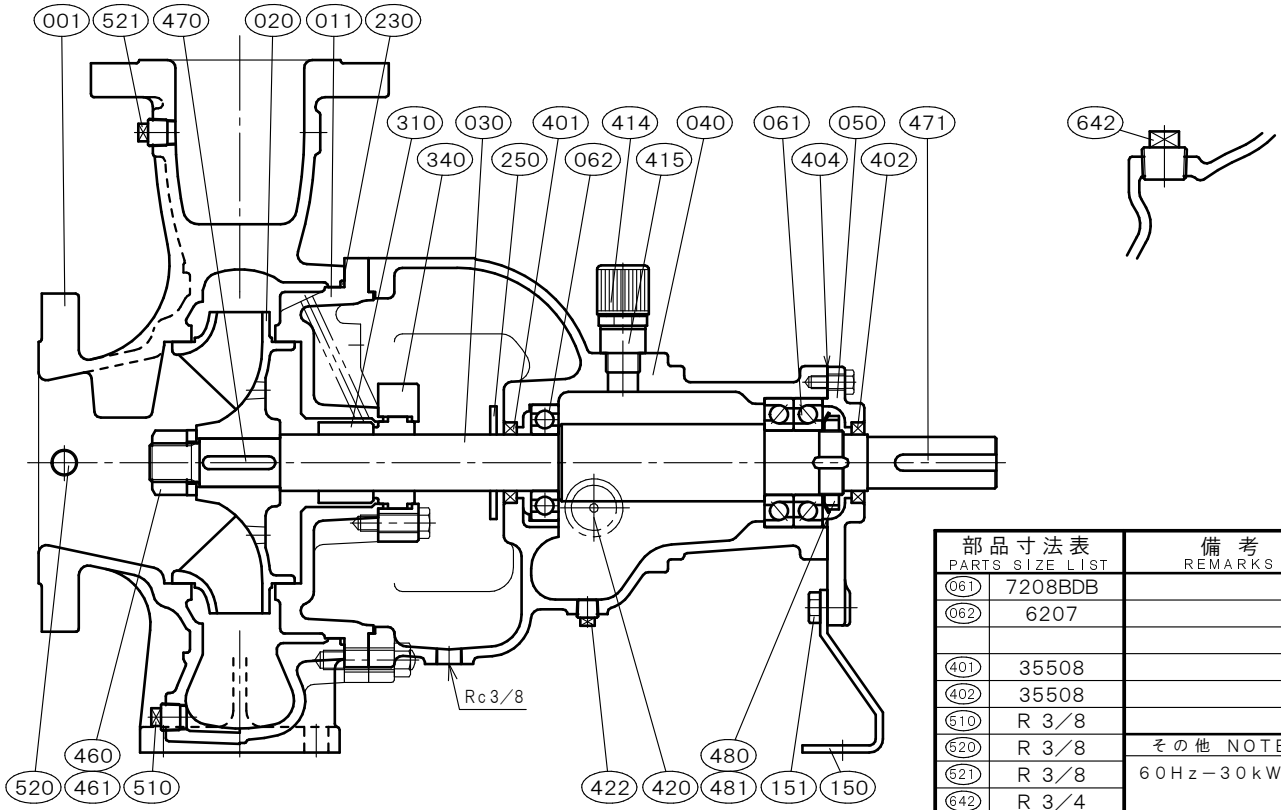 001 521 470 020 011 230
310 030 401 414 040 061 050 471 642
340 250 062 415 404 402
Rc3/8
460 480
520 461 510 422 420 481 151 150
部品寸法表 備考
PARTS SIZE LIST REMARKS
061 7208BDB
062 6207
401 35508
402 35508
510 R 3/8
520 R 3/8 その他 NOTE
521 R 3/8 60Hz-30kW
642 R 3/4